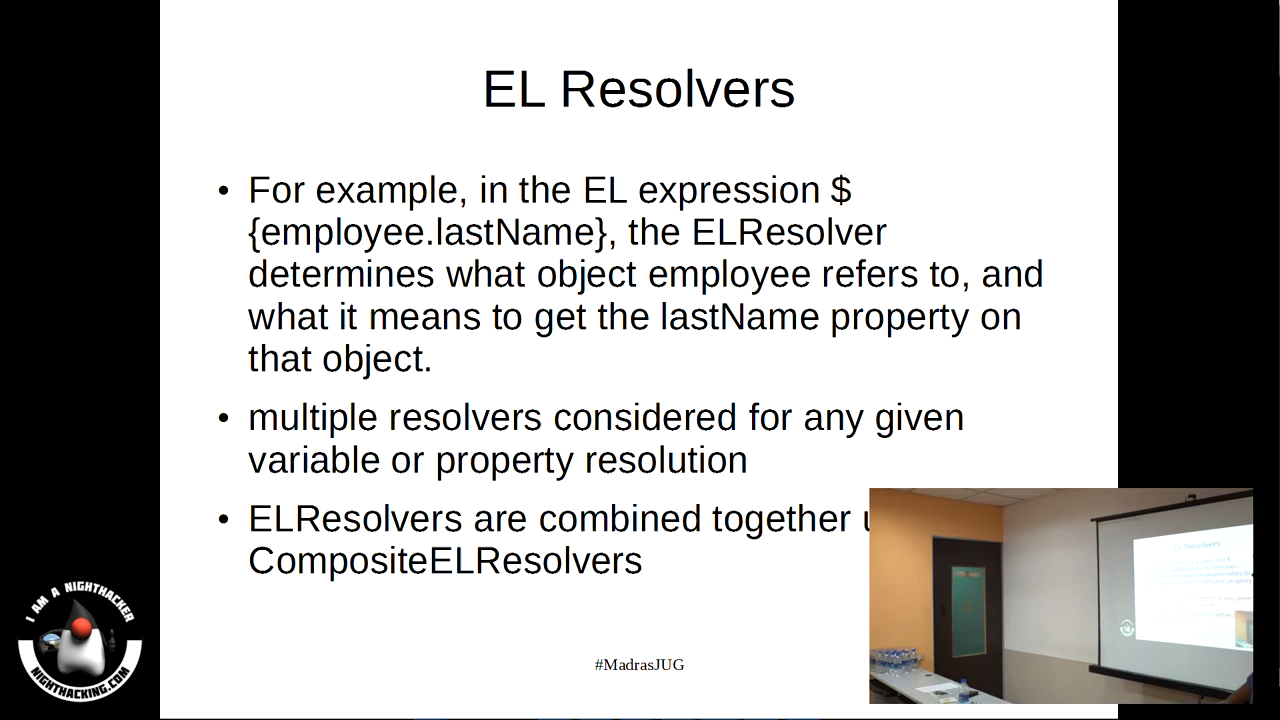 EL Resolvers
• For example, in the EL expression $
{employee.lastName}, the ELResolver
determines what object employee refers to, and
what it means to get the lastName property on
that object.
• multiple resolvers considered for any given
variable or property resolution
• ELResolvers are combined together
CompositeELResolvers
I AM A NIGHTHACKER
NIGHTHACKING.COM
#MadrasJUG
EL Resolvers